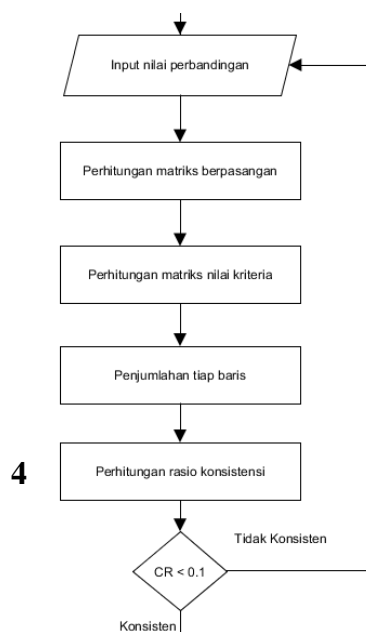 Input nilai perbandingan
Perhitungan matriks berpasangan
Perhitungan matriks nilai kriteria
Penjumlahan tiap baris
4
Perhitungan rasio konsistensi
Tidak Konsisten
CR < 0.1
Konsisten